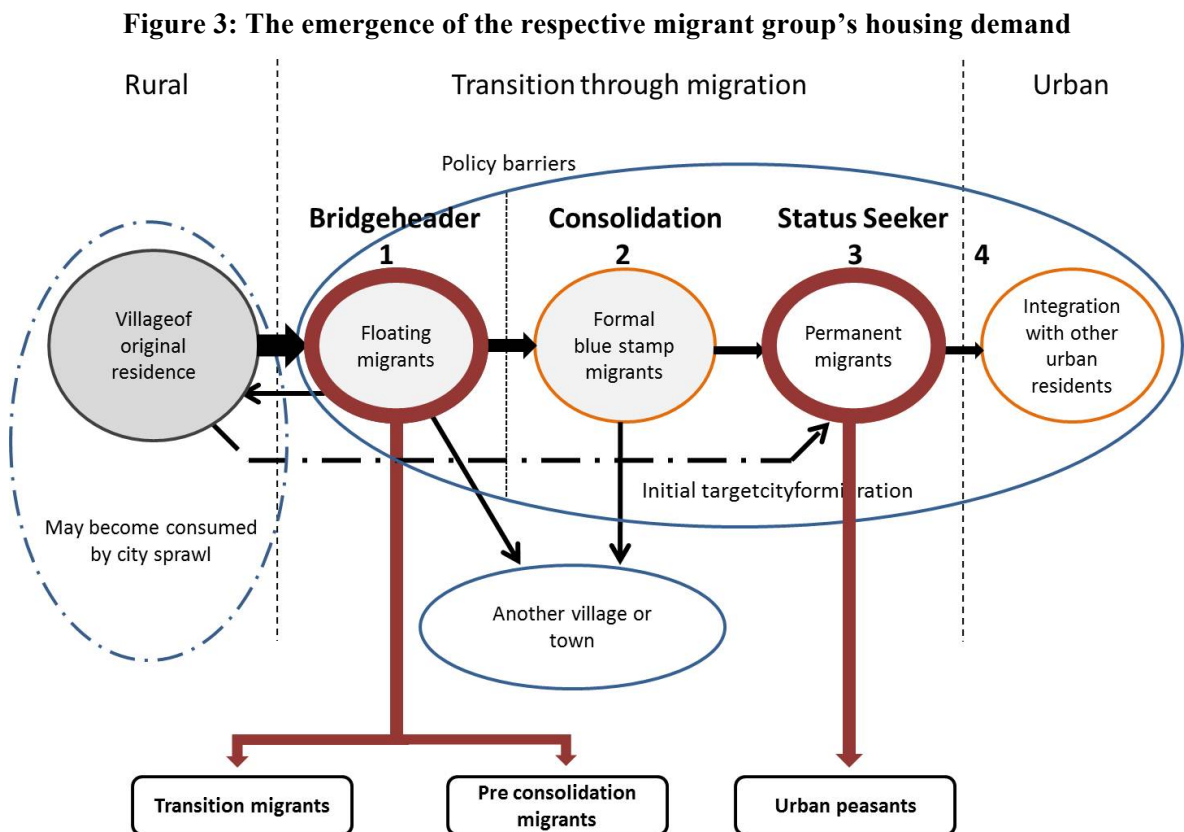 Figure 3: The emergence of the respective migrant group's housing demand
Rural
Transition through migration
Urban
Policy barriers
Bridgeheader
1
Consolidation
2
Status Seeker
3
4
Villageof
original
residence
Floating
migrants
Formal
blue stamp
migrants
Permanent
migrants
Integration
with other
urban
residents
Initial targetcityformigration
May become consumed
by city sprawl
Another village or
town
Transition migrants
Pre consolidation
migrants
Urban peasants